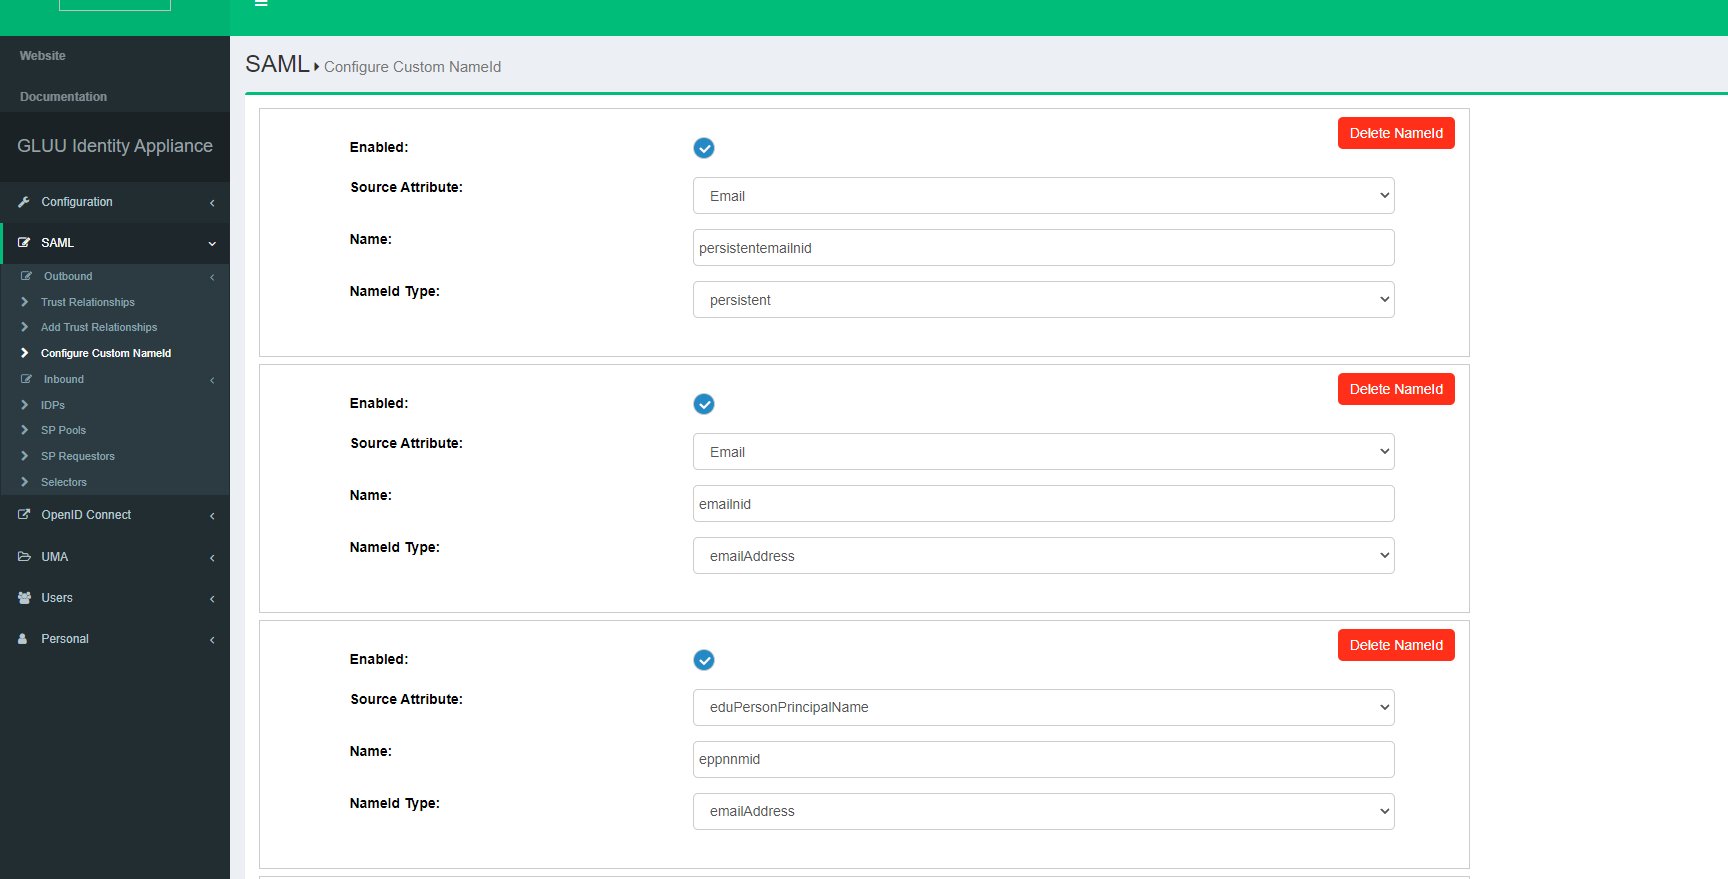 Website
Documentation
GLUU Identity Appliance
Configuration
SAML
Outbound
Trust Relationships
Add Trust Relationships
Configure Custom NameId
Inbound
IDPs
SP Pools
SP Requestors
Selectors
OpenID Connect
UMA
Users
Personal
SAML Configure Custom NameId
Delete NameId
Enabled:
Source Attribute: Email
Name: persistentemailnid
NameId Type: persistent
Delete NameId
Enabled:
Source Attribute: Email
Name: emailnid
NameId Type: emailAddress
Delete NameId
Enabled:
Source Attribute: eduPersonPrincipalName
Name: eppnnmid
NameId Type: emailAddress